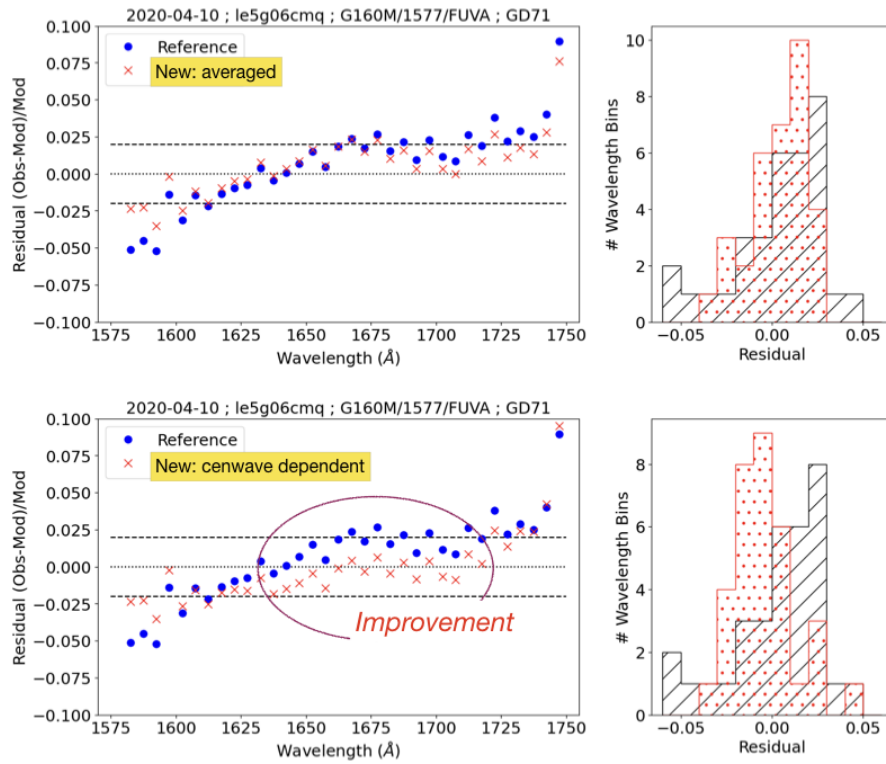 2020-04-10 ; le5g06cmq ; G160M/1577/FUVA ; GD71
Reference
New: averaged
Residual (Obs-Mod)/Mod
0.100
0.075
0.050
0.025
0.000
−0.025
−0.050
−0.075
−0.100
1575 1600 1625 1650 1675 1700 1725 1750
Wavelength (Å)
# Wavelength Bins
10
8
6
4
2
0
−0.05 0.00 0.05
Residual
2020-04-10 ; le5g06cmq ; G160M/1577/FUVA ; GD71
Reference
New: cenwave dependent
Improvement
Residual (Obs-Mod)/Mod
0.100
0.075
0.050
0.025
0.000
−0.025
−0.050
−0.075
−0.100
1575 1600 1625 1650 1675 1700 1725 1750
Wavelength (Å)
# Wavelength Bins
8
6
4
2
0
−0.05 0.00 0.05
Residual